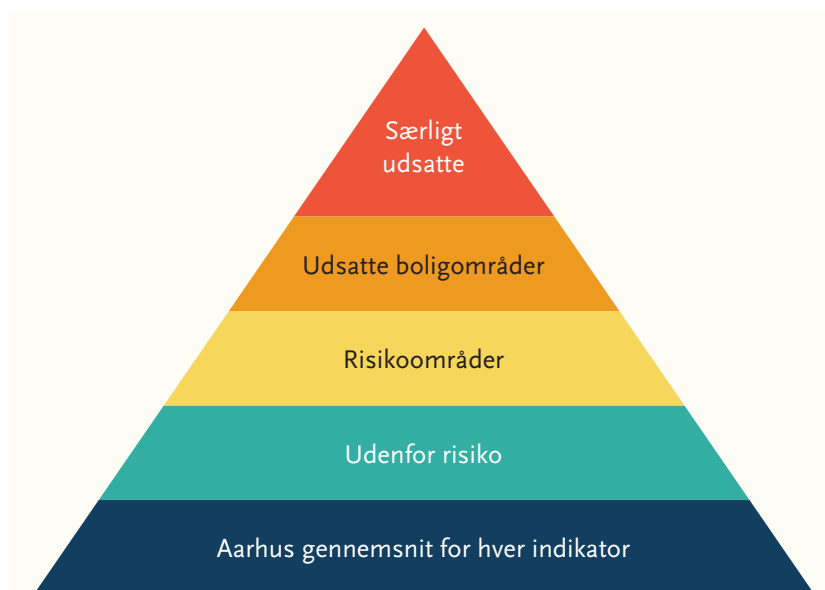 Særligt
udsatte
Udsatte boligområder
Risikoområder
Udenfor risiko
Aarhus gennemsnit for hver indikator